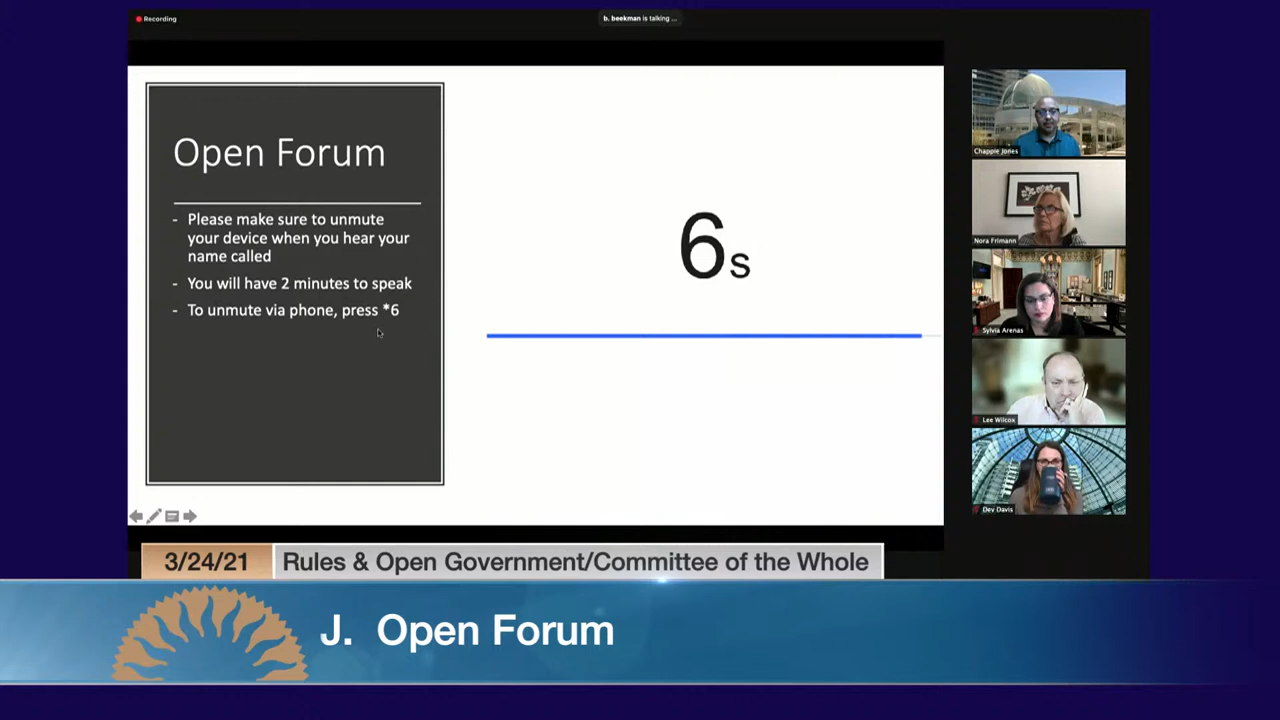 Recording
b. beekman is talking ...
Open Forum
- Please make sure to unmute
your device when you hear your
name called
- You will have 2 minutes to speak
- To unmute via phone, press *6
6s
Chappie Jones
Nora Frimann
Sylvia Arenas
Lee Wilcox
Dev Davis
3/24/21
Rules & Open Government/Committee of the Whole
J. Open Forum